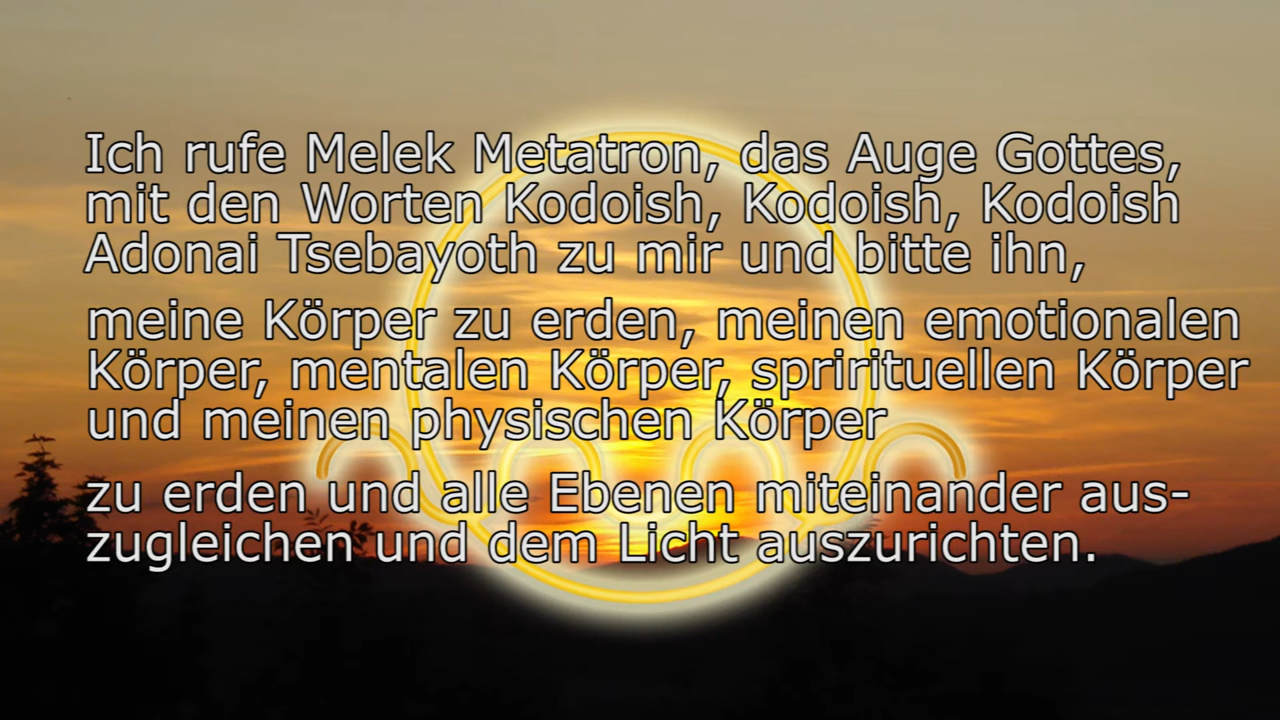 Ich rufe Melek Metatron, das Auge Gottes,
mit den Worten Kodoish, Kodoish, Kodoish
Adonai Tsebayoth zu mir und bitte ihn,
meine Körper zu erden, meinen emotionalen
Körper, mentalen Körper, sprirituellen Körper
und meinen physischen Körper
zu erden und alle Ebenen miteinander aus-
zugleichen und dem Licht auszurichten.